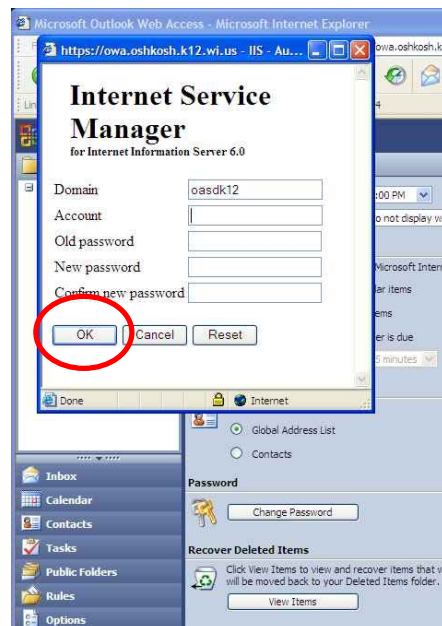 Microsoft Outlook Web Access - Microsoft Internet Explorer
https://owa.oshkosh.k12.wi.us - IIS - Au...
owa.oshkosh.k
Internet Service
Manager
for Internet Information Server 6.0
Domain oasdk12
:00 PM
Account
o not display w
Old password
New password
Microsoft Inter
Confirm new password
lar items
ems
OK Cancel Reset
er is due
5 minutes
Done Internet
Global Address List
Contacts
Inbox
Password
Calendar
Change Password
Contacts
Tasks
Recover Deleted Items
Public Folders
Click View Items to view and recover items that w
will be moved back to your Deleted Items folder.
Rules
View Items
Options